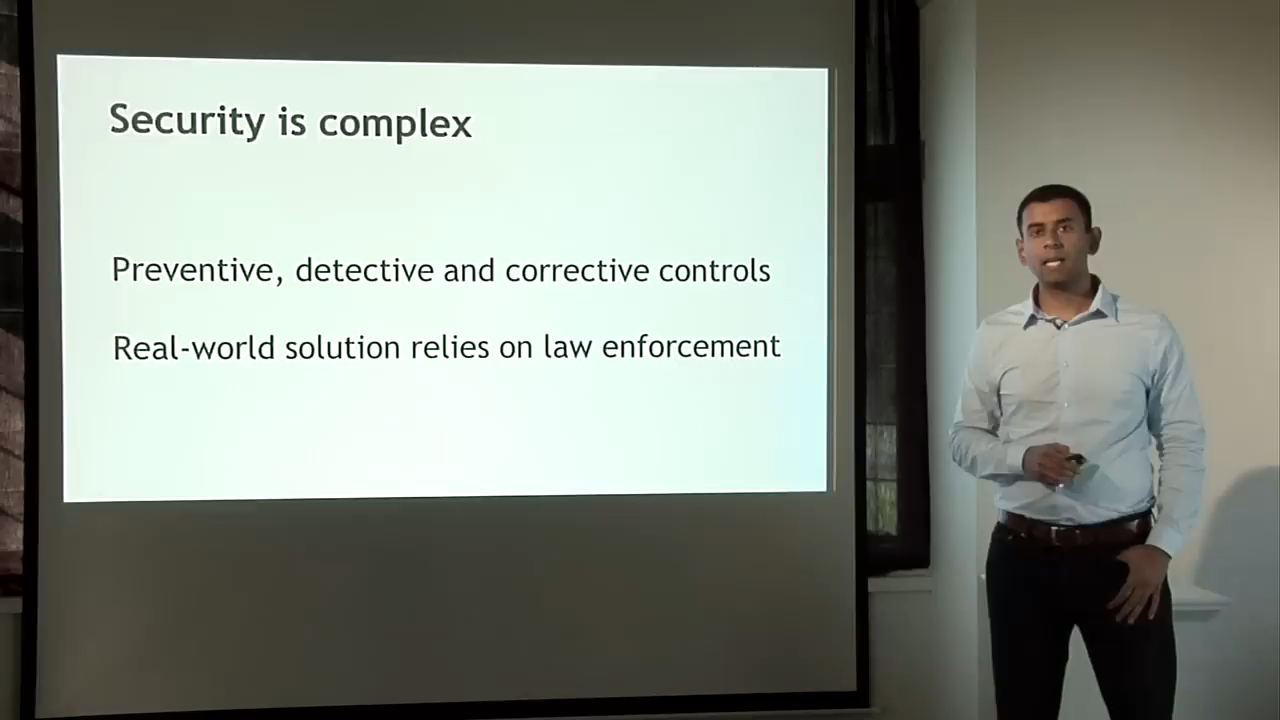 Security is complex
Preventive, detective and corrective controls
Real-world solution relies on law enforcement